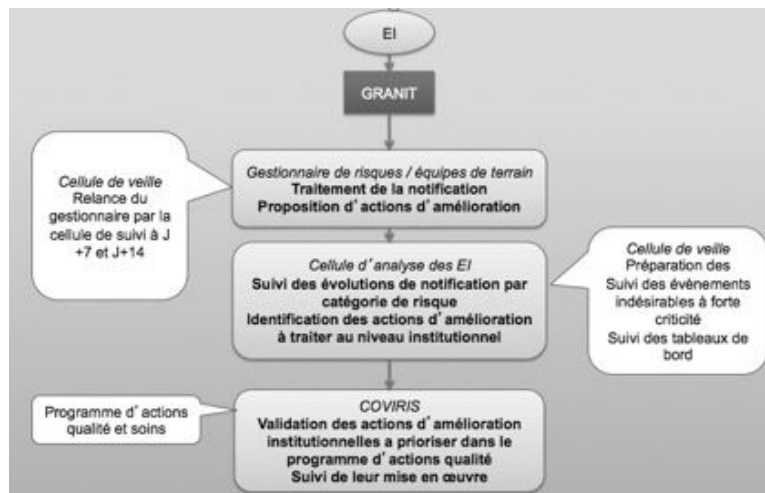 EI
GRANIT
Gestionnaire de risques / équipes de terrain
Traitement de la notification
Proposition d'actions d'amélioration
Cellule de veille
Relance du
gestionnaire par la
cellule de suivi à J
+7 et J+14
Cellule d'analyse des EI
Suivi des évolutions de notification par
catégorie de risque
Identification des actions d'amélioration
à traiter au niveau institutionnel
Cellule de veille
Préparation des
Suivi des évènements
indésirables à forte
criticité
Suivi des tableaux de
bord
Programme d'actions
qualité et soins
COVIRIS
Validation des actions d'amélioration
institutionnelles a prioriser dans le
programme d'actions qualité
Suivi de leur mise en œuvre